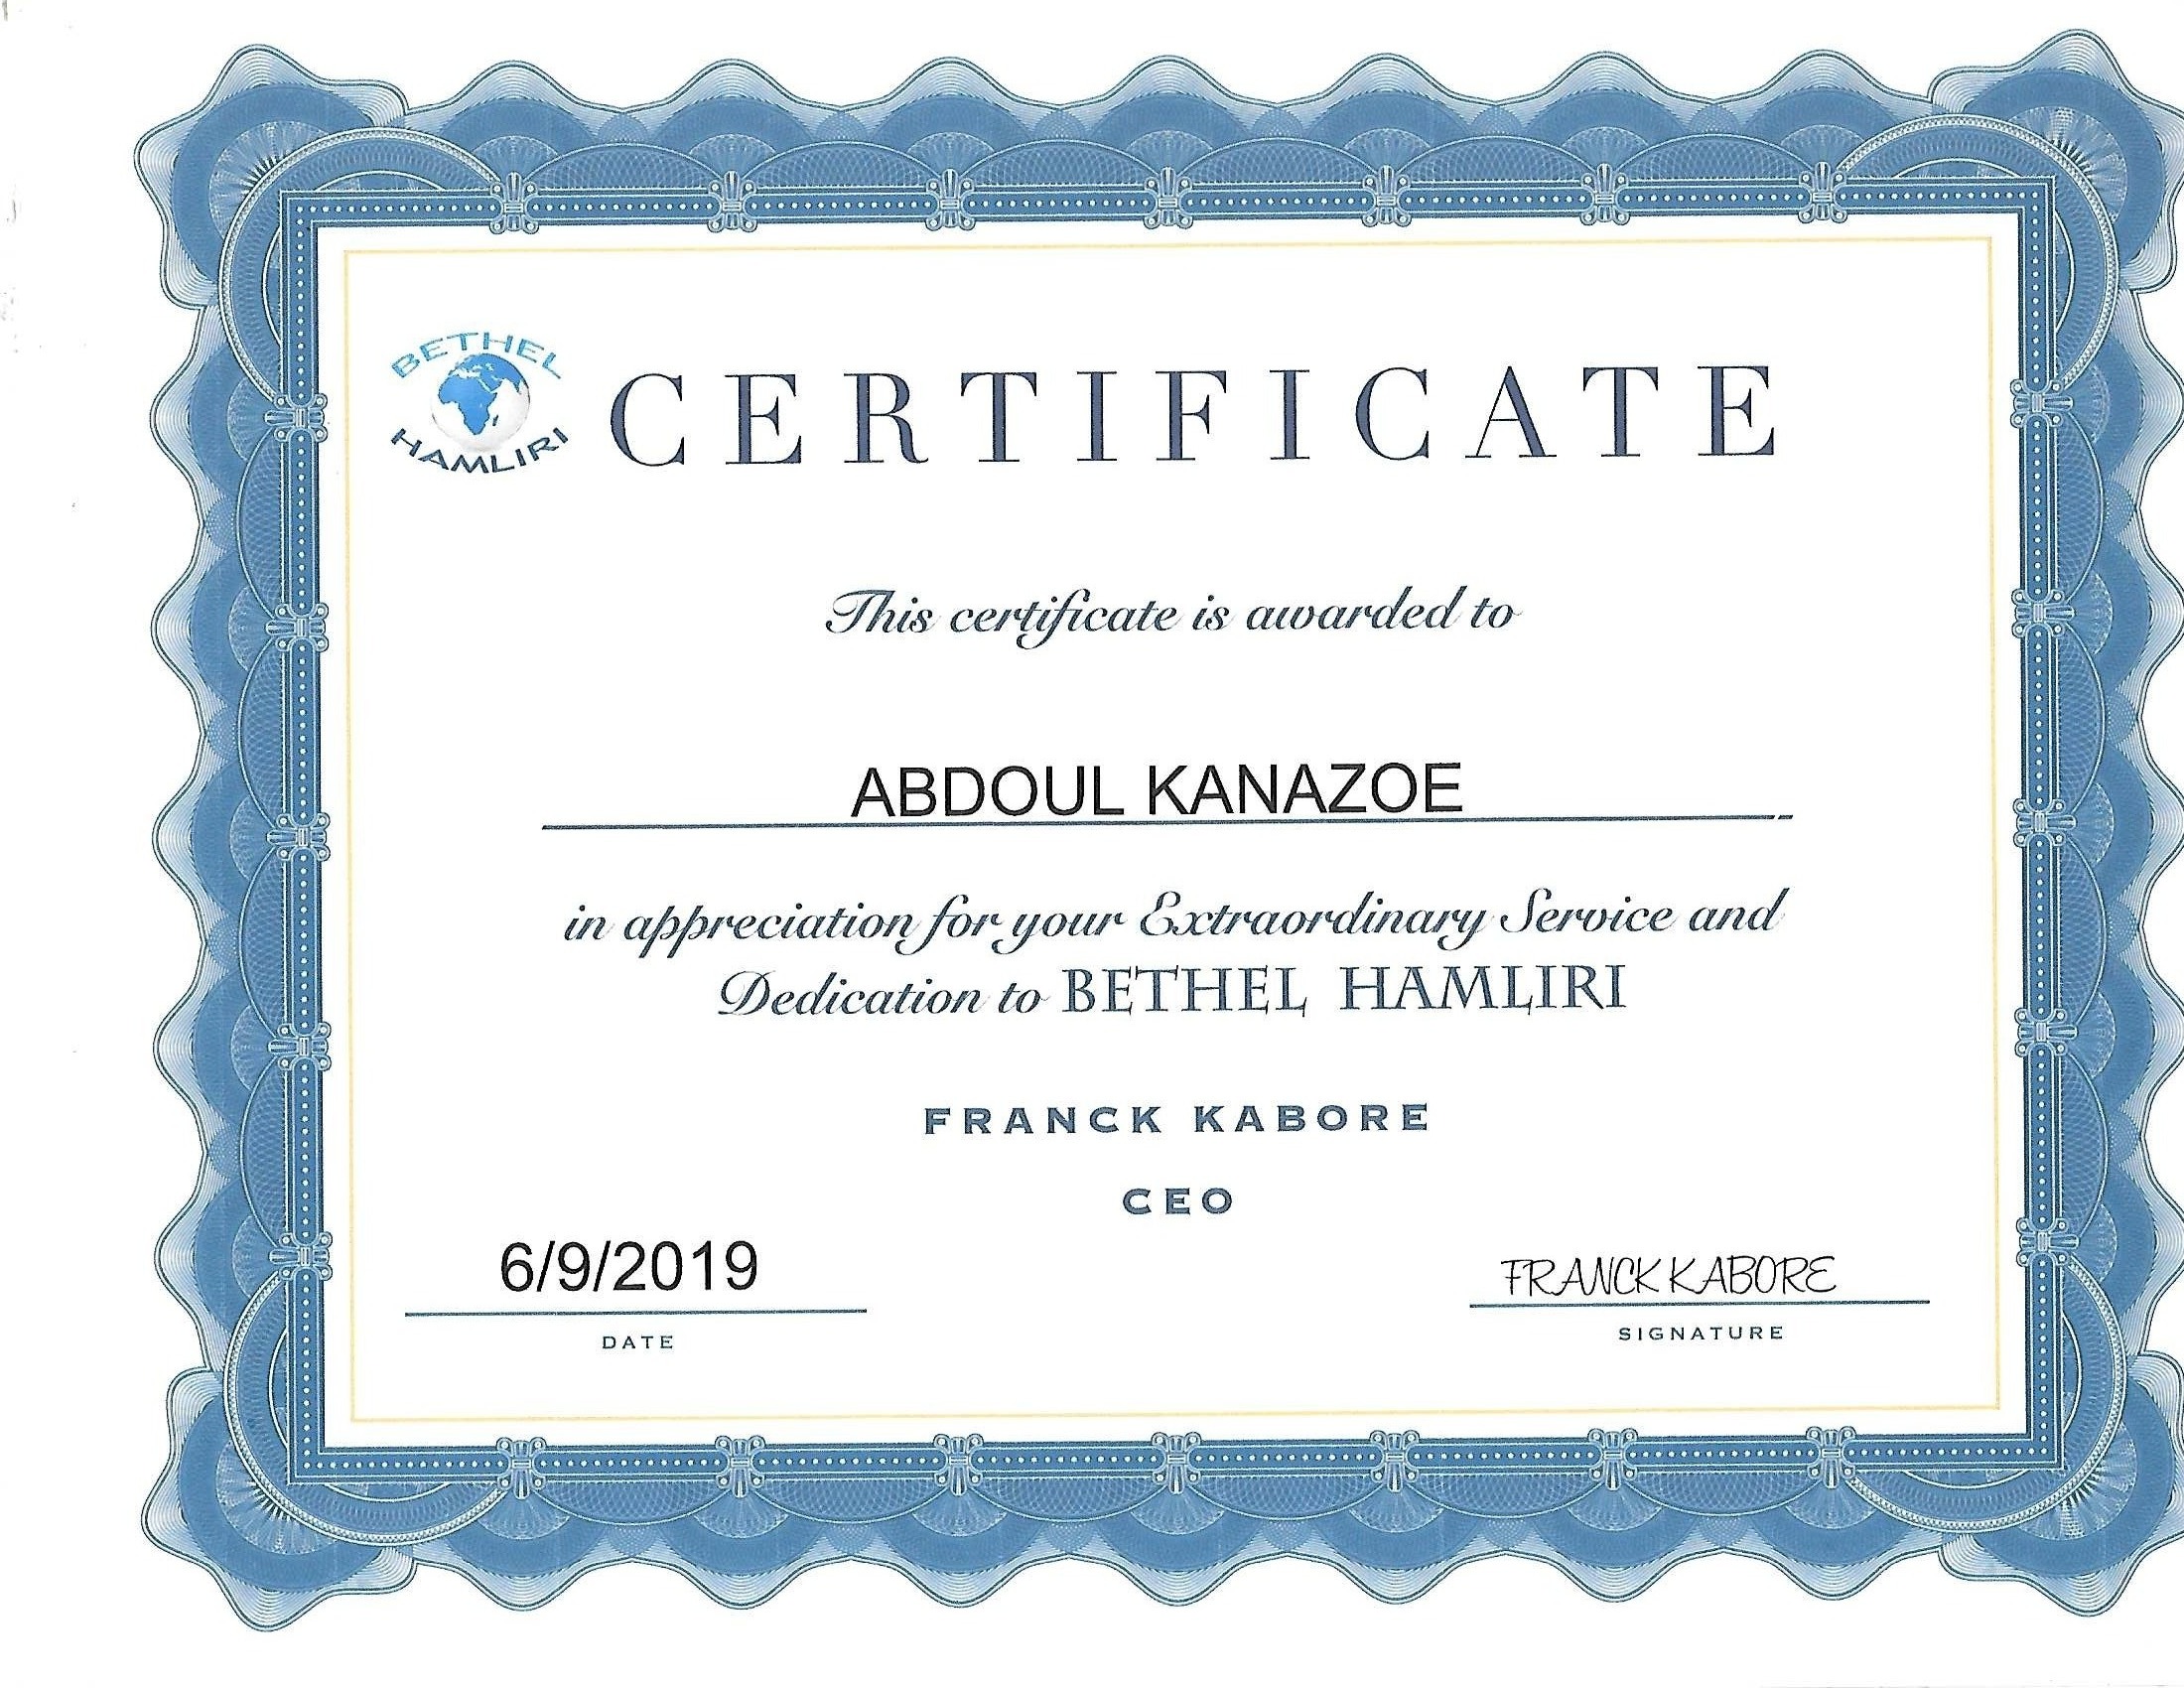 BETHEL
HAMLIRI
CERTIFICATE
This certificate is awarded to
ABDOUL KANAZOE
in appreciation for your Extraordinary Service and
Dedication to BETHEL HAMLIRI
FRANCK KABORE
CEO
6/9/2019
DATE
FRANCK KABORE
SIGNATURE